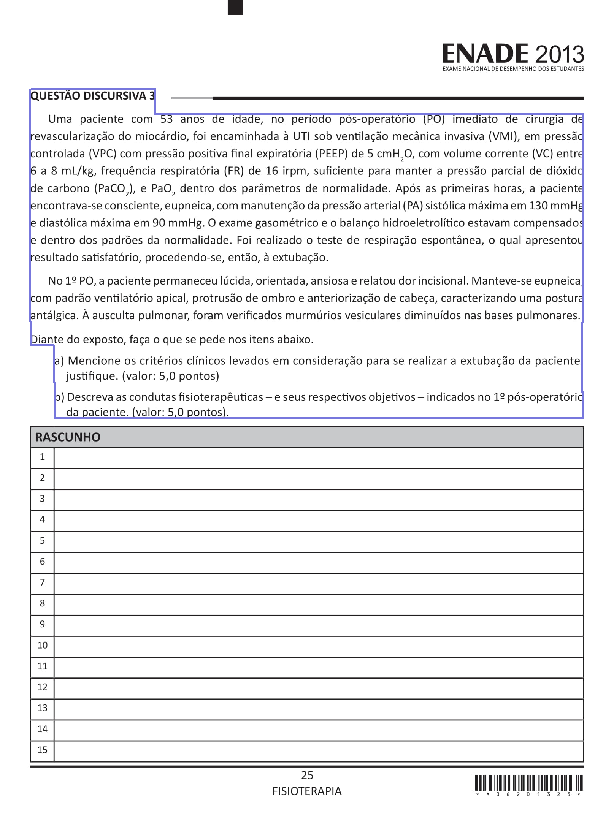 ENADE 2013
EXAME NACIONAL DE DESEMPENHO DOS ESTUDANTES
QUESTÃO DISCURSIVA 3
Uma paciente com 53 anos de idade, no período pós-operatório (PO) imediato de cirurgia de
revascularização do miocárdio, foi encaminhada à UTI sob ventilação mecânica invasiva (VMI), em pressão
controlada (VPC) com pressão positiva final expiratória (PEEP) de 5 cmH₂O, com volume corrente (VC) entre
6 a 8 mL/kg, frequência respiratória (FR) de 16 irpm, suficiente para manter a pressão parcial de dióxido
de carbono (PaCO₂), e PaO₂ dentro dos parâmetros de normalidade. Após as primeiras horas, a paciente
encontrava-se consciente, eupneica, com manutenção da pressão arterial (PA) sistólica máxima em 130 mmHg
e diastólica máxima em 90 mmHg. O exame gasométrico e o balanço hidroeletrolítico estavam compensados
e dentro dos padrões da normalidade. Foi realizado o teste de respiração espontânea, o qual apresentou
resultado satisfatório, procedendo-se, então, à extubação.
No 1º PO, a paciente permaneceu lúcida, orientada, ansiosa e relatou dor incisional. Manteve-se eupneica,
com padrão ventilatório apical, protrusão de ombro e anteriorização de cabeça, caracterizando uma postura
antálgica. À ausculta pulmonar, foram verificados murmúrios vesiculares diminuídos nas bases pulmonares.
Diante do exposto, faça o que se pede nos itens abaixo.
a) Mencione os critérios clínicos levados em consideração para se realizar a extubação da paciente,
justifique. (valor: 5,0 pontos)
b) Descreva as condutas fisioterapêuticas – e seus respectivos objetivos – indicados no 1º pós-operatório
da paciente. (valor: 5,0 pontos).
RASCUNHO
1
2
3
4
5
6
7
8
9
10
11
12
13
14
15
25
FISIOTERAPIA